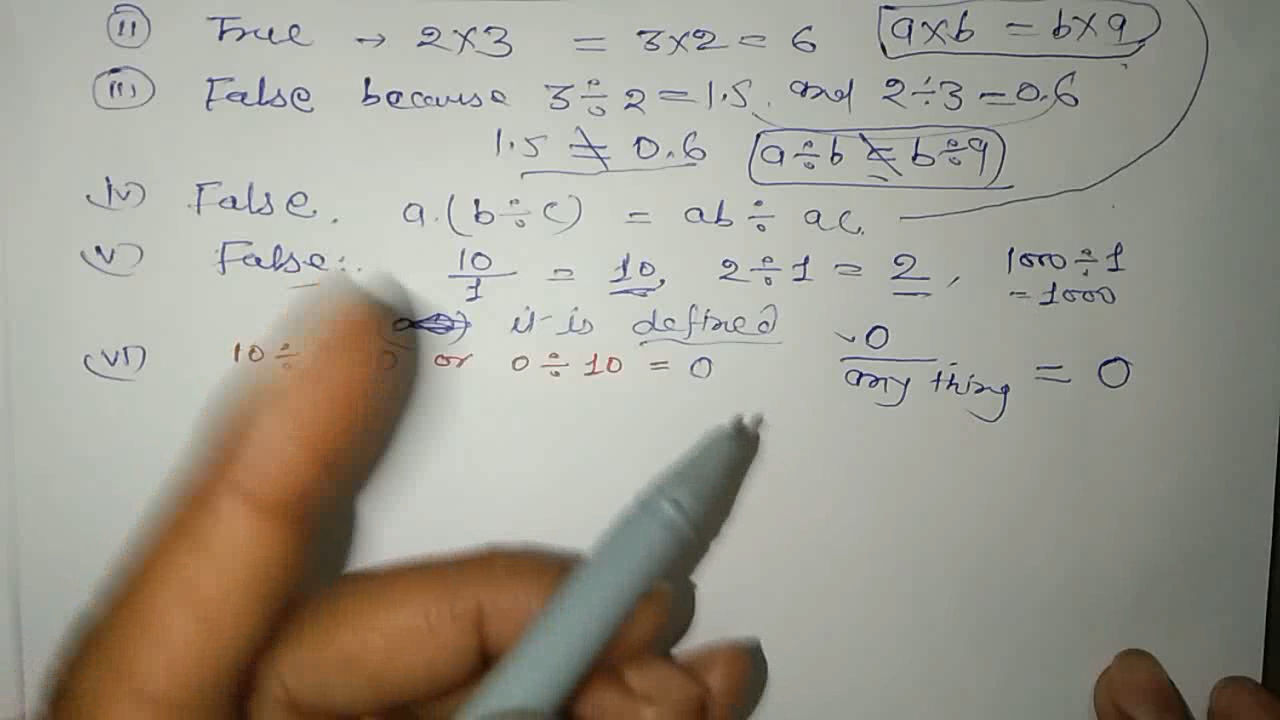 (ii) True → 2×3 = 3×2 = 6 a×b = b×a
(iii) False because 3÷2 = 1.5 and 2÷3 = 0.6
1.5 ≠ 0.6 a÷b ≠ b÷a
(iv) False. a.(b÷c) = ab ÷ ac.
(v) False:. 10/1 = 10, 2÷1 = 2, 1000÷1 = 1000
it is defined
(vi) 10÷ or 0÷10 = 0 0/any thing = 0